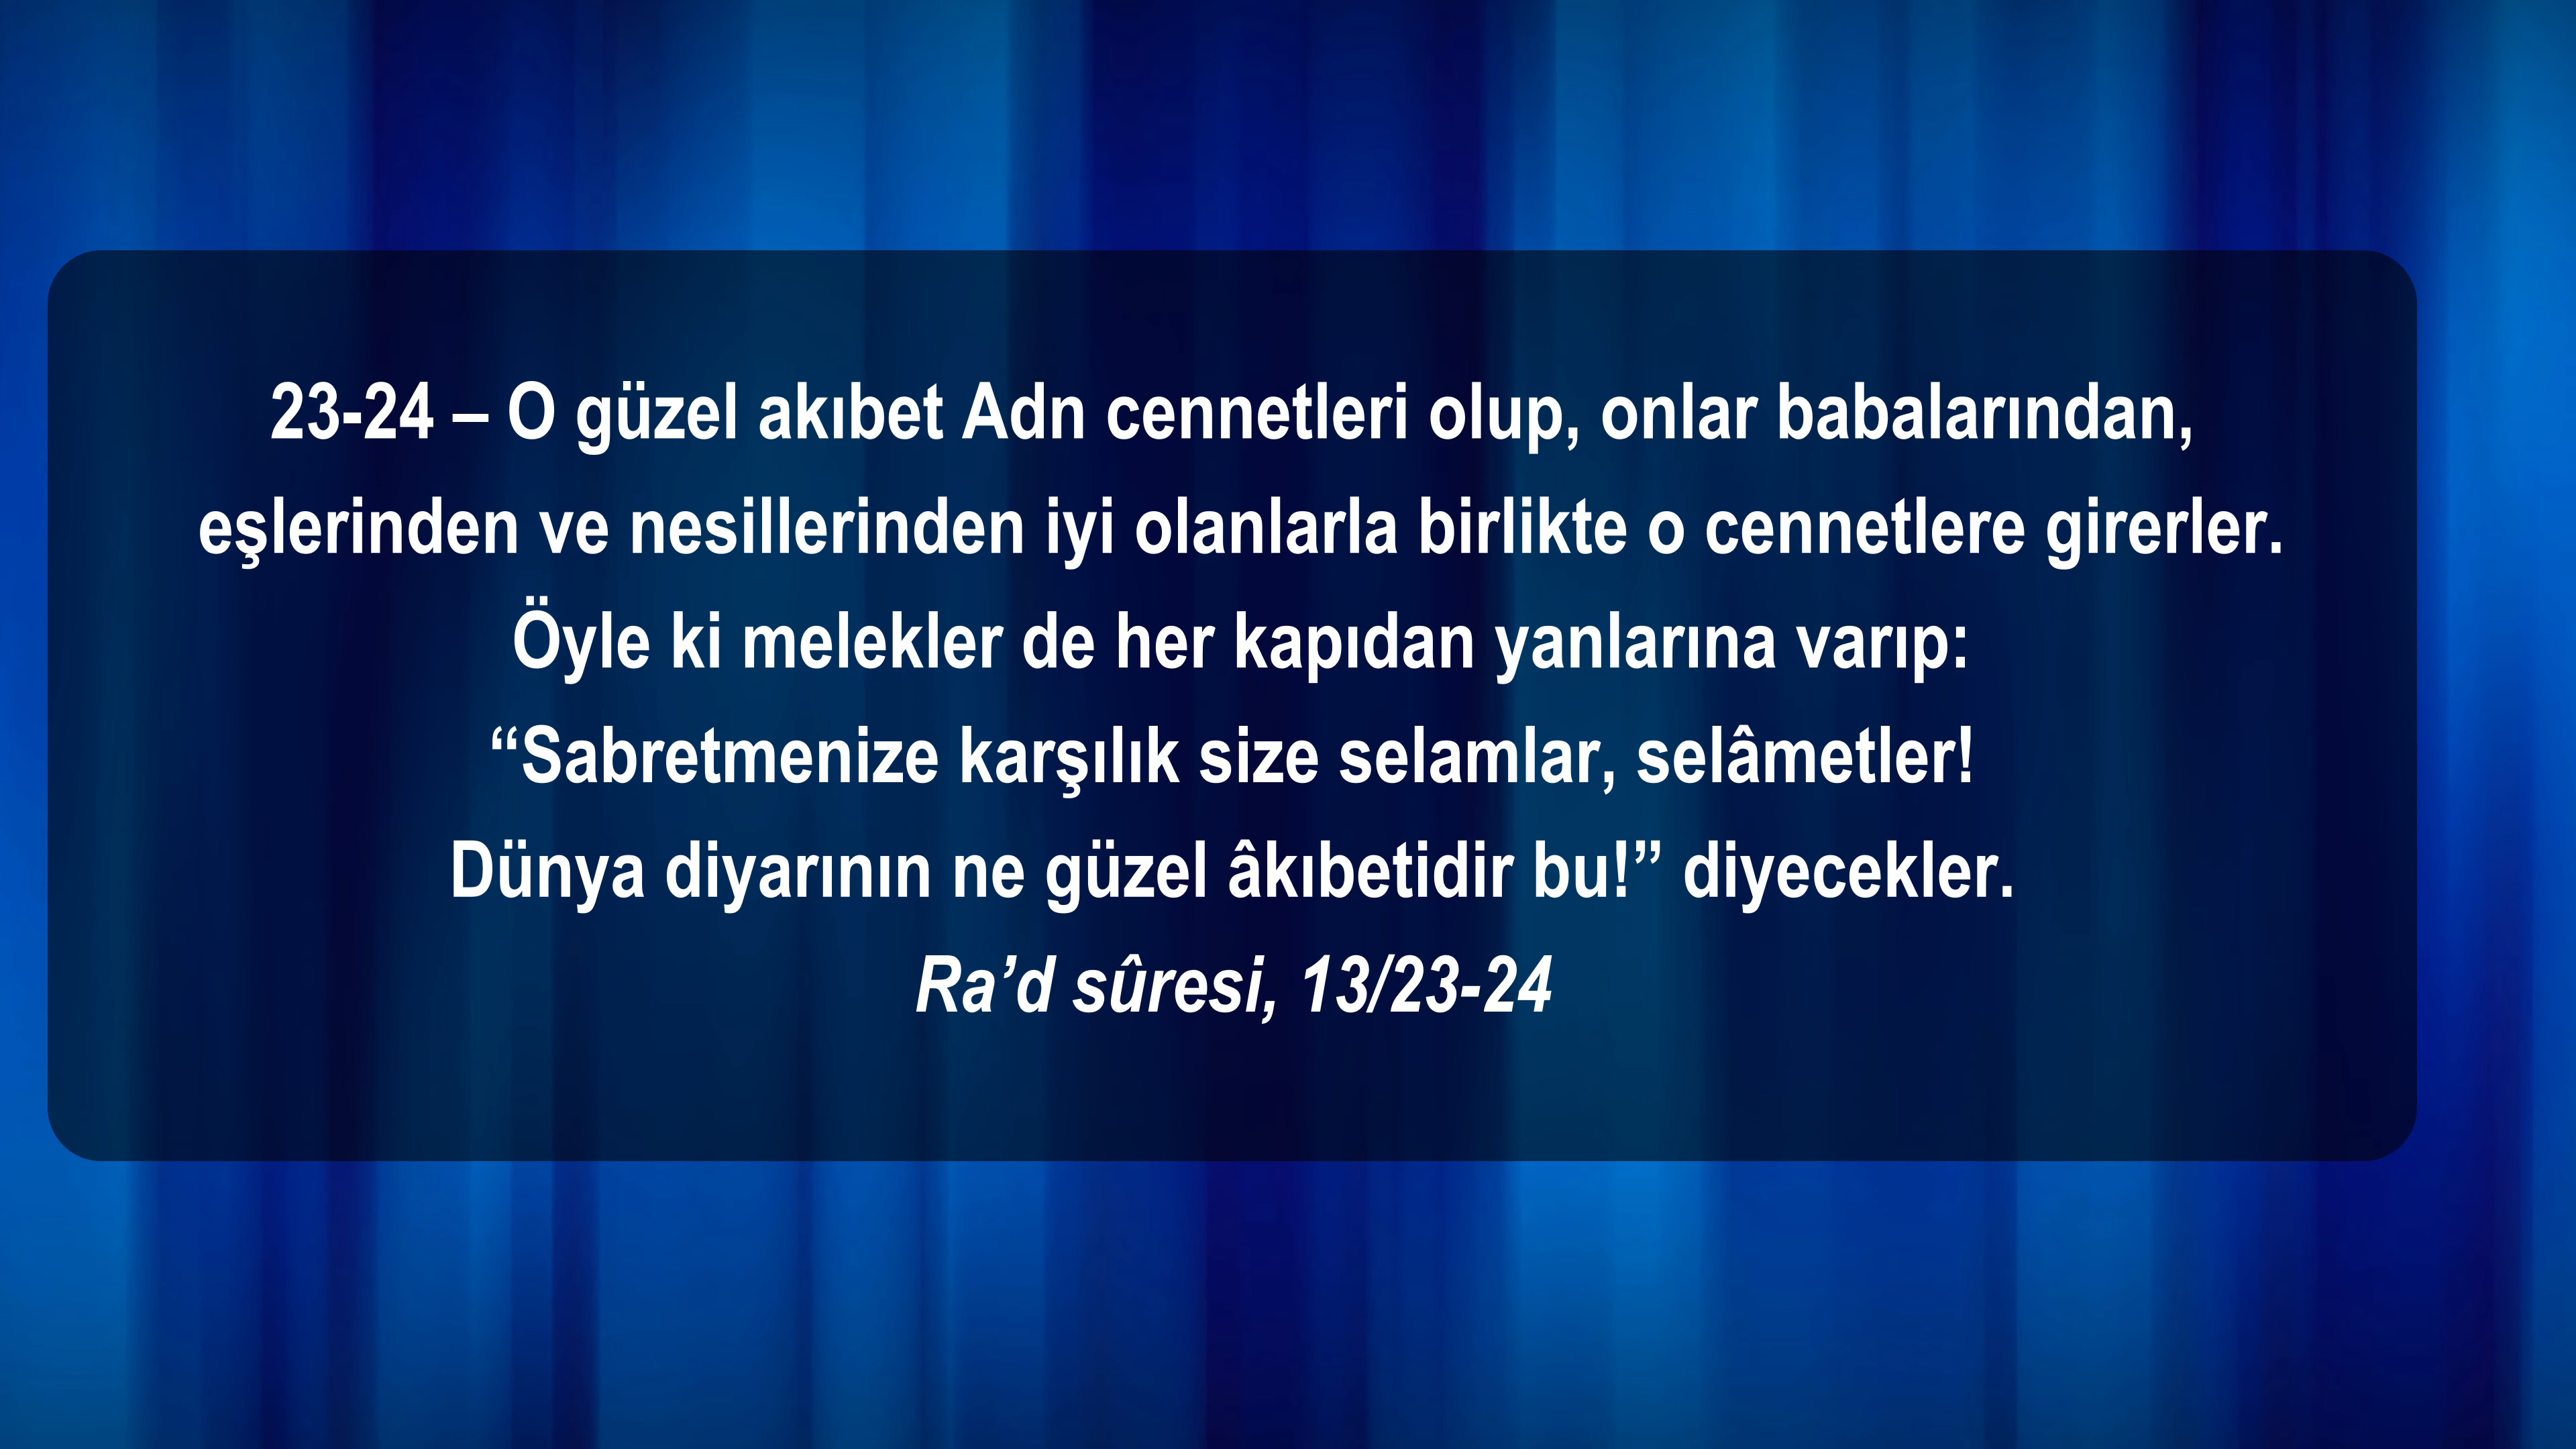 23-24 – O güzel akıbet Adn cennetleri olup, onlar babalarından,
eşlerinden ve nesillerinden iyi olanlarla birlikte o cennetlere girerler.
Öyle ki melekler de her kapıdan yanlarına varıp:
“Sabretmenize karşılık size selamlar, selâmetler!
Dünya diyarının ne güzel âkıbetidir bu!” diyecekler.
Ra’d sûresi, 13/23-24